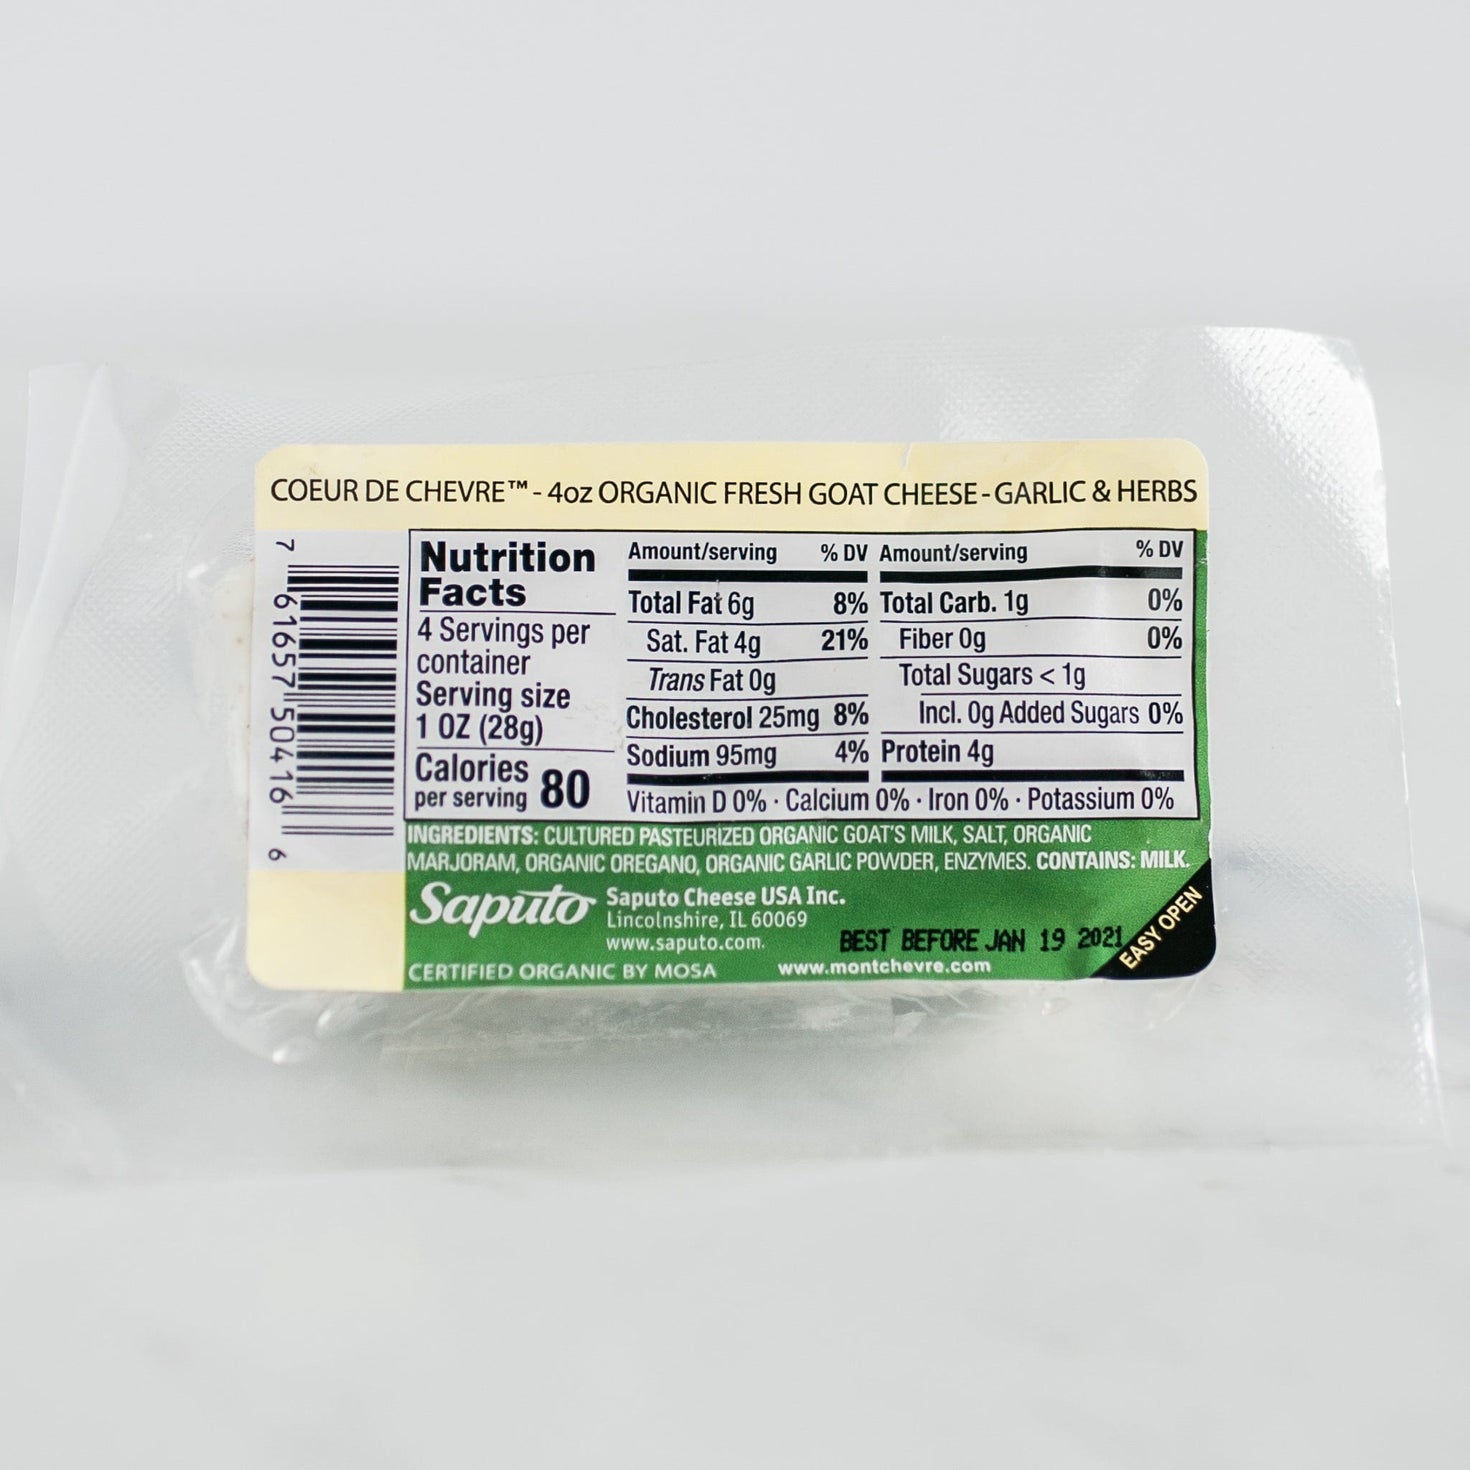 COEUR DE CHEVRE™ - 4oz ORGANIC FRESH GOAT CHEESE - GARLIC & HERBS
7 61657 50416 6
Nutrition
Facts
4 Servings per
container
Serving size
1 OZ (28g)
Calories
per serving 80
Amount/serving % DV
Total Fat 6g 8%
Sat. Fat 4g 21%
Trans Fat 0g
Cholesterol 25mg 8%
Sodium 95mg 4%
Amount/serving % DV
Total Carb. 1g 0%
Fiber 0g 0%
Total Sugars < 1g
Incl. 0g Added Sugars 0%
Protein 4g
Vitamin D 0% · Calcium 0% · Iron 0% · Potassium 0%
INGREDIENTS: CULTURED PASTEURIZED ORGANIC GOAT'S MILK, SALT, ORGANIC
MARJORAM, ORGANIC OREGANO, ORGANIC GARLIC POWDER, ENZYMES. CONTAINS: MILK.
Saputo
Saputo Cheese USA Inc.
Lincolnshire, IL 60069
www.saputo.com.
BEST BEFORE JAN 19 2021
EASY OPEN
CERTIFIED ORGANIC BY MOSA
www.montchevre.com